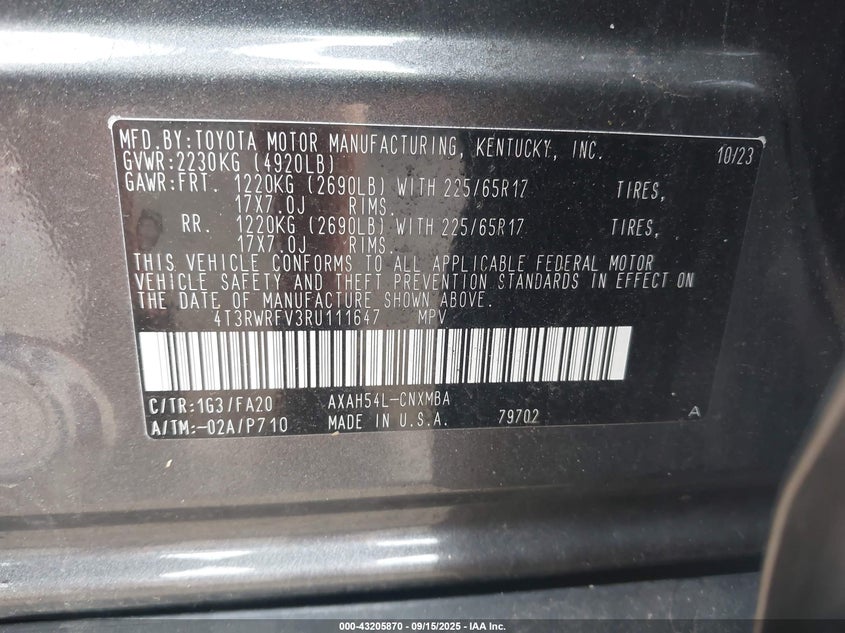 MFD. BY: TOYOTA MOTOR MANUFACTURING, KENTUCKY, INC. 10/23
GVWR: 2230KG (4920LB)
GAWR: FRT. 1220KG (2690LB) WITH 225/65R17 TIRES,
17X7.0J RIMS.
RR. 1220KG (2690LB) WITH 225/65R17 TIRES,
17X7.0J RIMS.
THIS VEHICLE CONFORMS TO ALL APPLICABLE FEDERAL MOTOR
VEHICLE SAFETY AND THEFT PREVENTION STANDARDS IN EFFECT ON
THE DATE OF MANUFACTURE SHOWN ABOVE.
4T3RWRFV3RU111647 MPV
C/TR: 1G3/FA20 AXAH54L-CNXMBA
A/TM: -02A/P710 MADE IN U.S.A. 79702 A
000-43205870 - 09/15/2025 - IAA Inc.